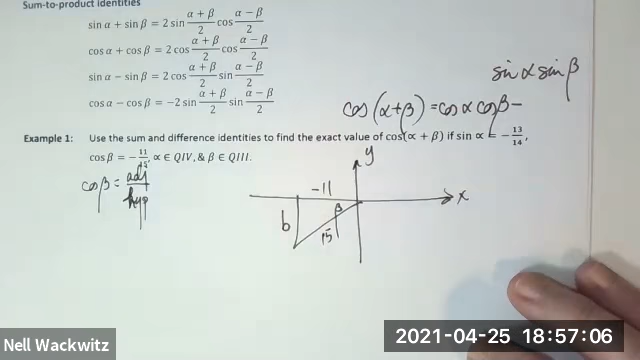 Sum-to-product identities
sin α + sin β = 2 sin (α + β)/2 cos (α − β)/2
cos α + cos β = 2 cos (α + β)/2 cos (α − β)/2
sin α − sin β = 2 cos (α + β)/2 sin (α − β)/2
cos α − cos β = −2 sin (α + β)/2 sin (α − β)/2
sin α sin β
cos (α+β) = cos α cos β −
Example 1: Use the sum and difference identities to find the exact value of cos(α + β) if sin α = −13/14,
cos β = −11/15, α ∈ QIV, & β ∈ QIII.
cos β = adj/hyp
y
−11
x
β
b
15
Nell Wackwitz
2021-04-25 18:57:06